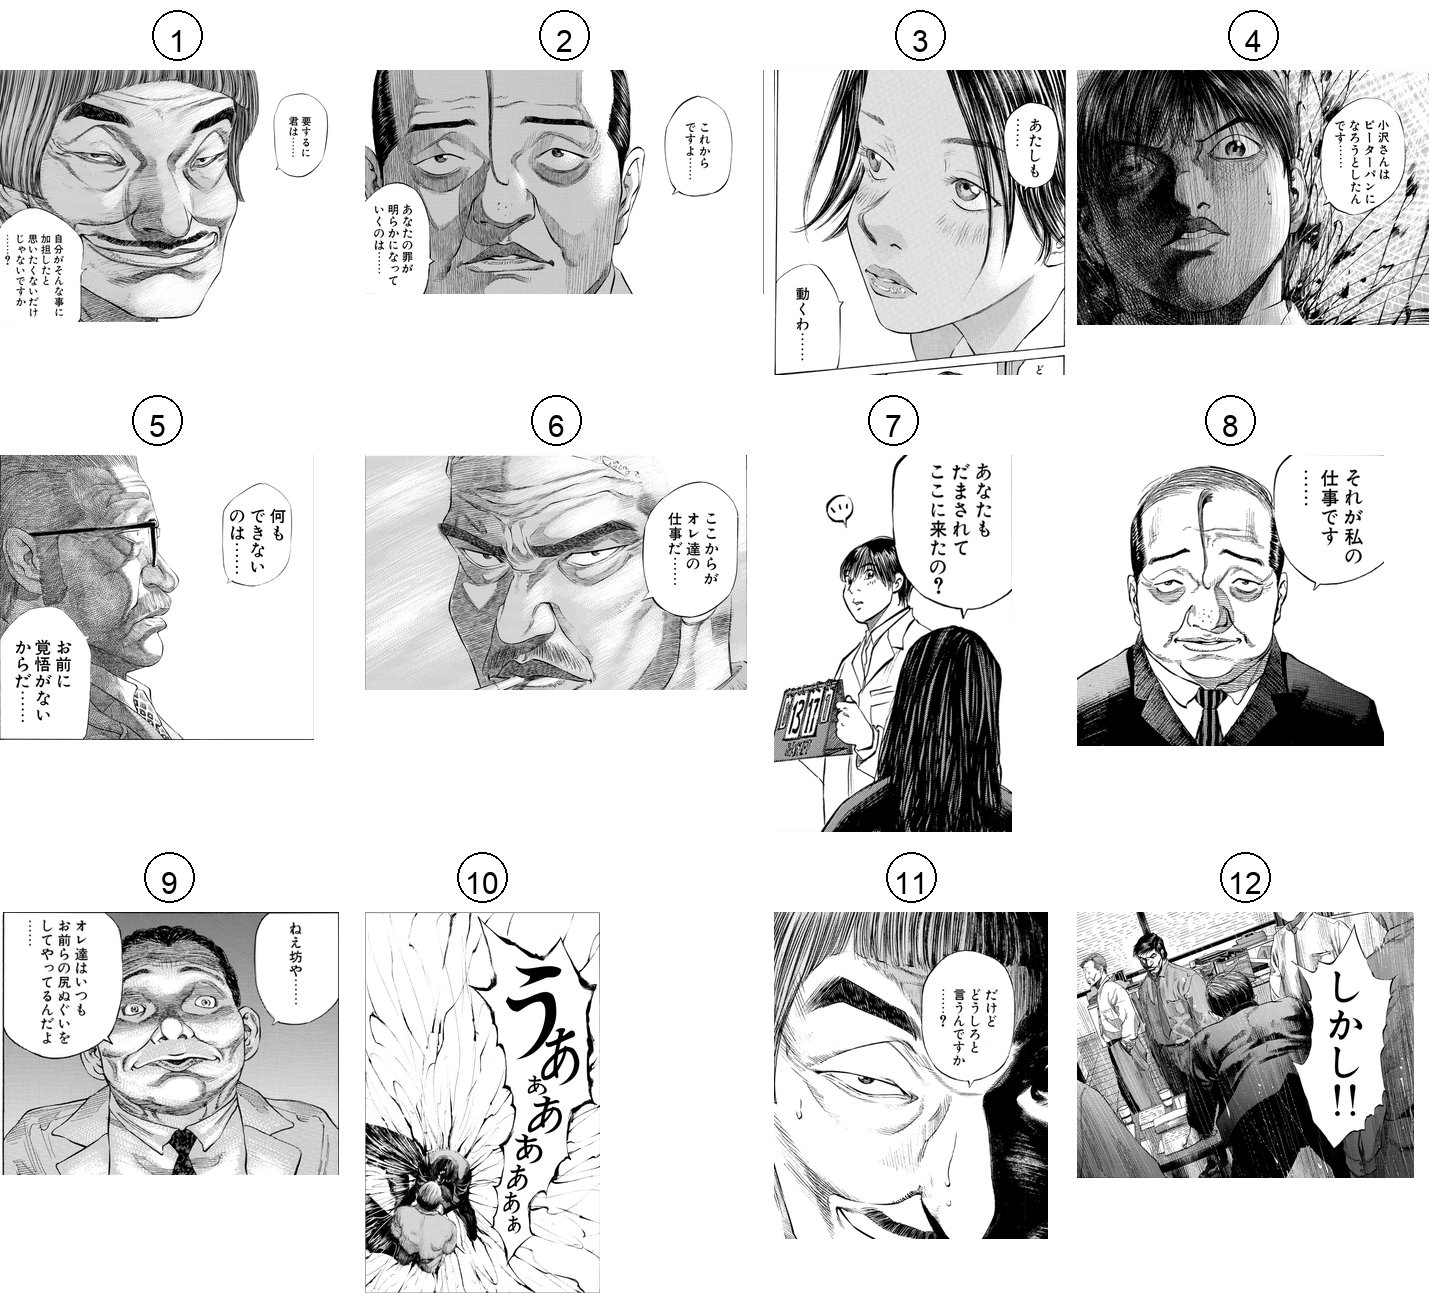 1
要するに
君は……
自分がそんな事に
加担したと
思いたくないだけ
じゃないですか
……？
2
これから
ですよ……
あなたの罪が
明らかになって
いくのは……
3
あたしも
……
動くわ……
ど
4
小沢さんは
ピーターパンに
なろうとしたん
です……
5
何も
できない
のは……
お前に
覚悟がない
からだ……
6
ここからが
オレ達の
仕事だ……
7
あなたも
だまされて
ここに来たの？
13 17
8
それが私の
仕事です
……
9
ねえ坊や……
オレ達はいつも
お前らの尻ぬぐいを
してやってるんだよ
……
10
うあぁあああぁぁ
11
だけど
どうしろと
言うんですか
……？
12
しかし!!